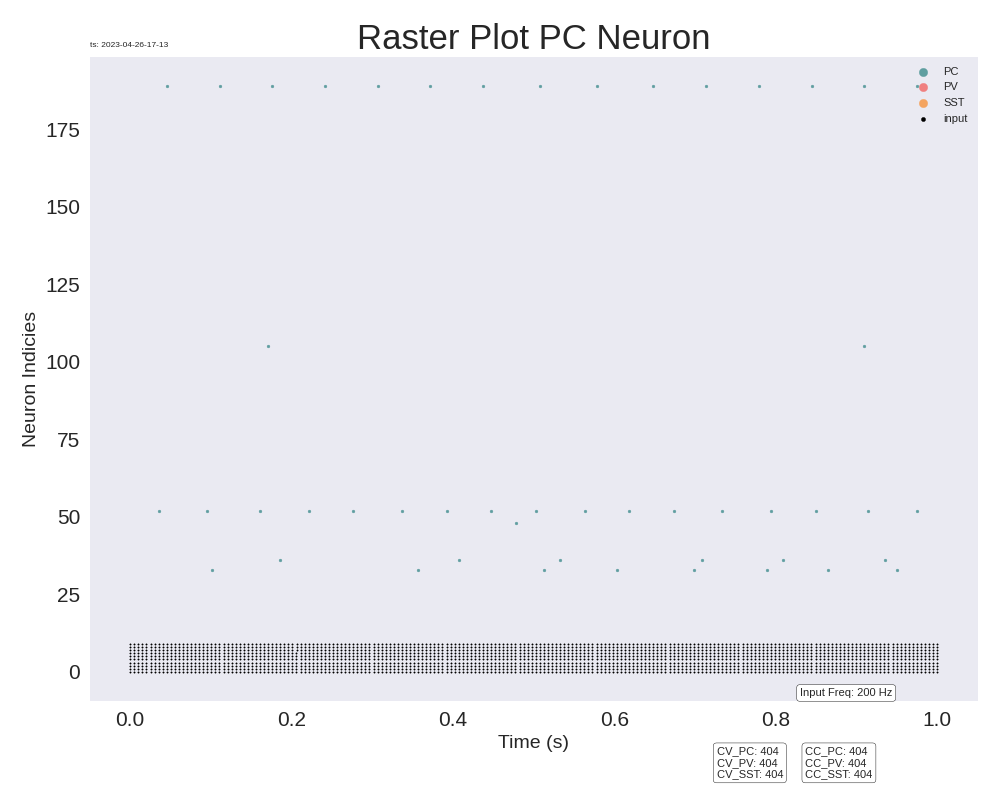 Raster Plot PC Neuron
ts: 2023-04-26-17-13
PC
PV
SST
input
175
150
125
100
75
50
25
0
Neuron Indicies
Input Freq: 200 Hz
0.0 0.2 0.4 0.6 0.8 1.0
Time (s)
CV_PC: 404
CV_PV: 404
CV_SST: 404
CC_PC: 404
CC_PV: 404
CC_SST: 404